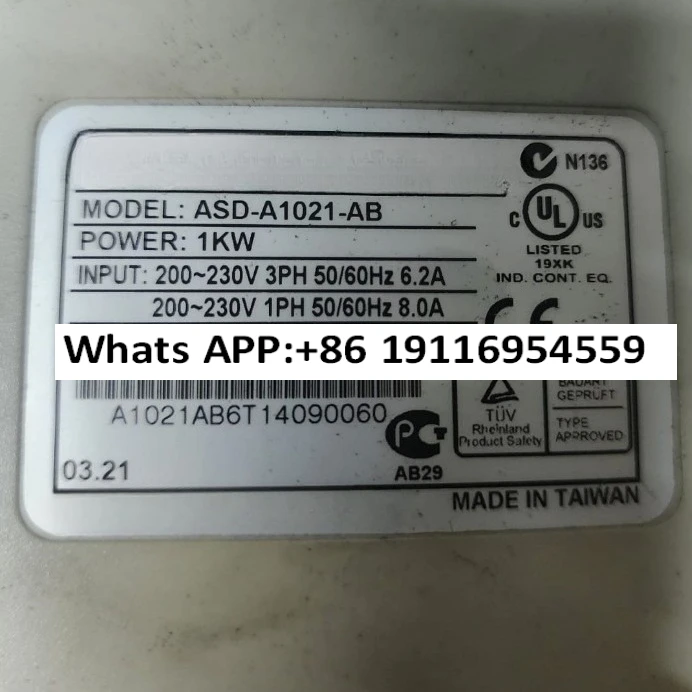 N136
MODEL: ASD-A1021-AB
POWER: 1KW
C UL US
LISTED
19XK
IND. CONT. EQ.
INPUT: 200~230V 3PH 50/60Hz 6.2A
200~230V 1PH 50/60Hz 8.0A
CE
Whats APP:+86 19116954559
BAUART
GEPRÜFT
TÜV
Rheinland
Product Safety
TYPE
APPROVED
A1021AB6T14090060
AB29
03.21
MADE IN TAIWAN